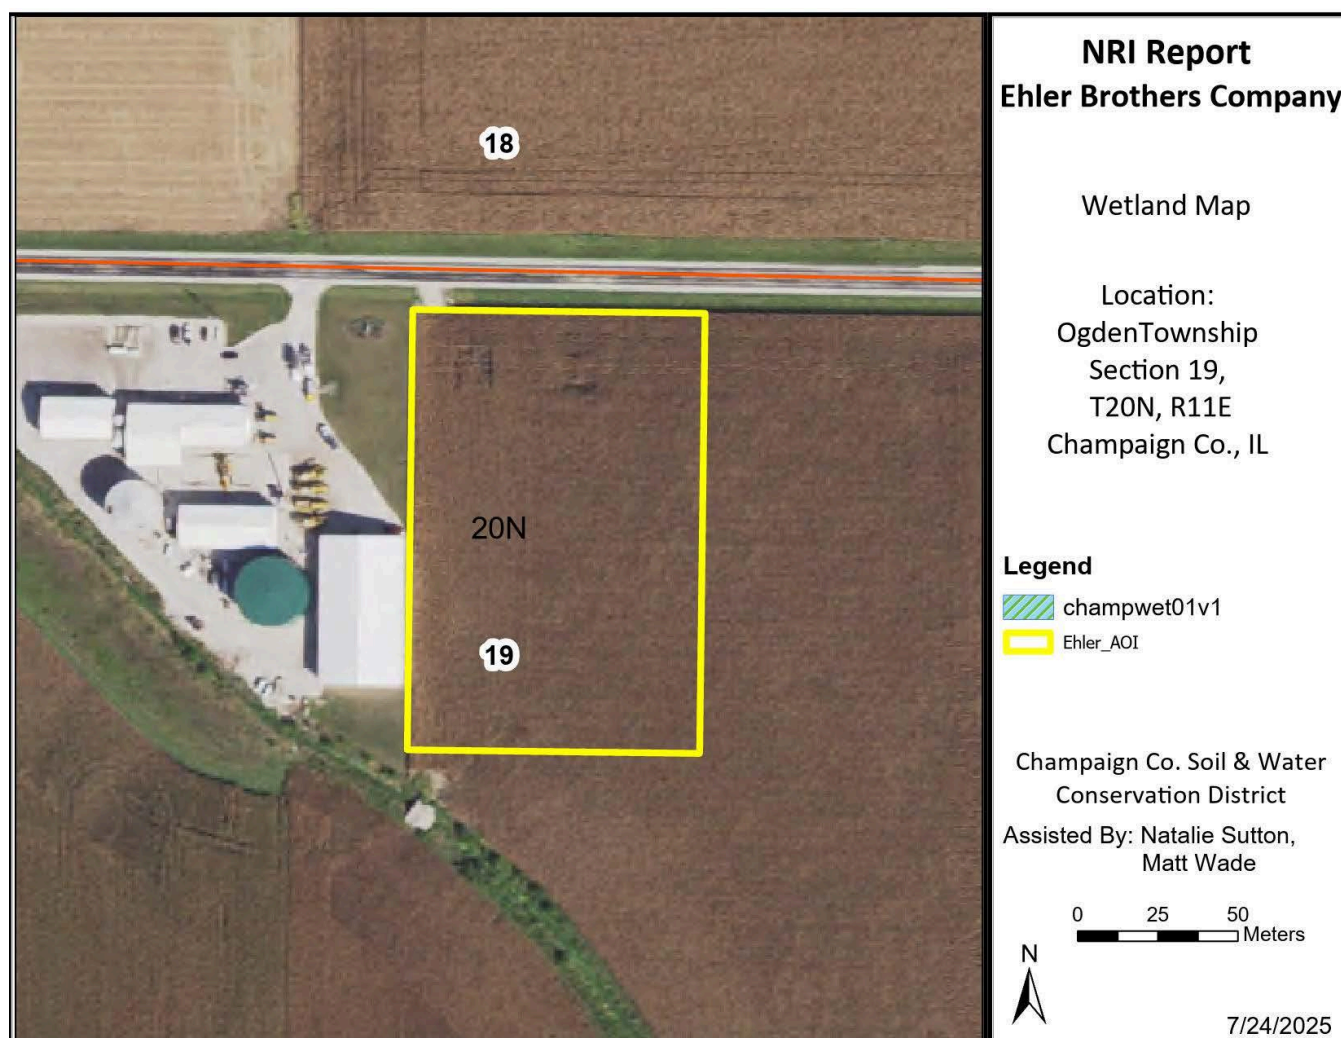 18
20N
19
NRI Report
Ehler Brothers Company
Wetland Map
Location:
OgdenTownship
Section 19,
T20N, R11E
Champaign Co., IL
Legend
champwet01v1
Ehler_AOI
Champaign Co. Soil & Water
Conservation District
Assisted By: Natalie Sutton,
Matt Wade
0 25 50
Meters
N
7/24/2025